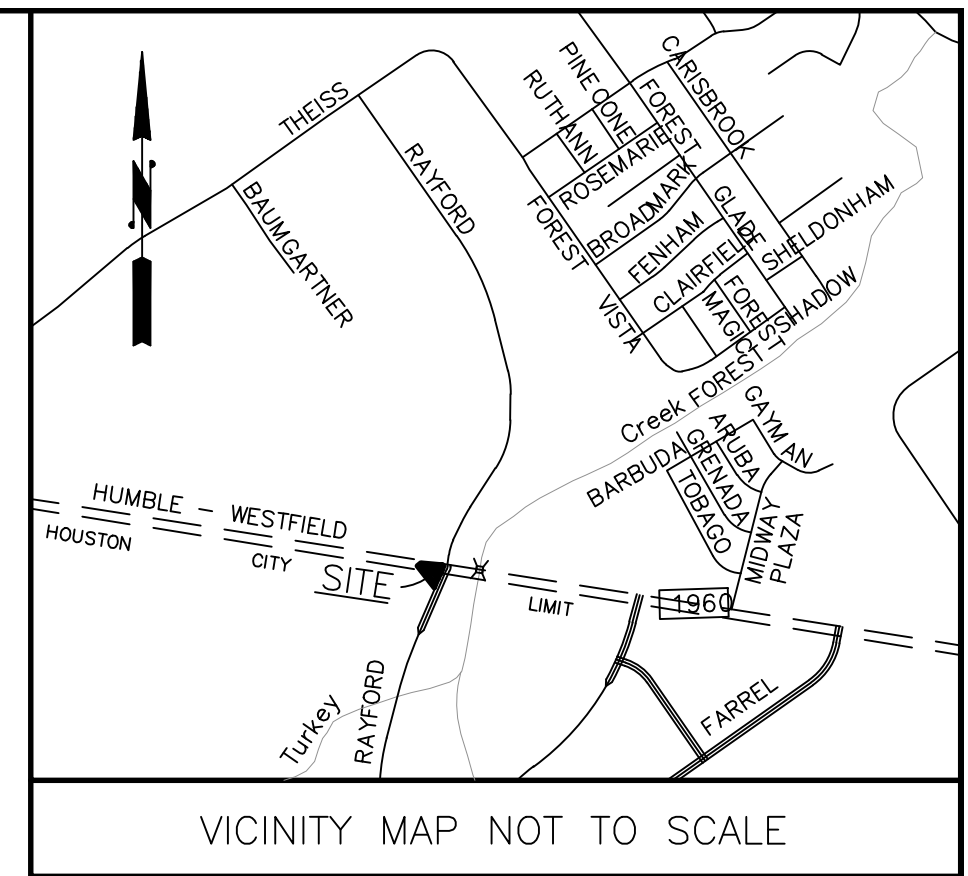 THEISS
BAUMGARTNER
RAYFORD
PINE CONE
RUTHANN
ROSEMARIE
FOREST
CARISBROOK
BROADMARK
FENHAM
CLAIRFIELD
GLADE
SHELDONHAM
FOREST
VISTA
MAGIC
FOREST
FOREST SHADOW
Creek
GAYMAN
ARUBA
BARBUDA
GRENADA
TOBAGO
MIDWAY
PLAZA
HUMBLE - WESTFIELD
HOUSTON
CITY
SITE
LIMIT
1960
FARREL
Turkey
RAYFORD
N
VICINITY MAP NOT TO SCALE